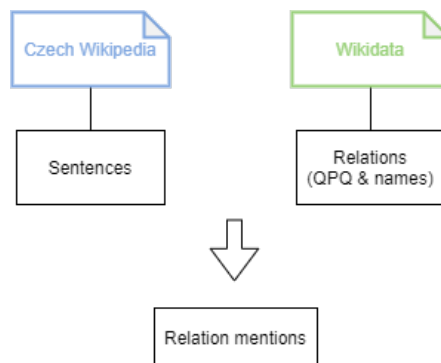 Czech Wikipedia
Wikidata
Sentences
Relations
(QPQ & names)
Relation mentions